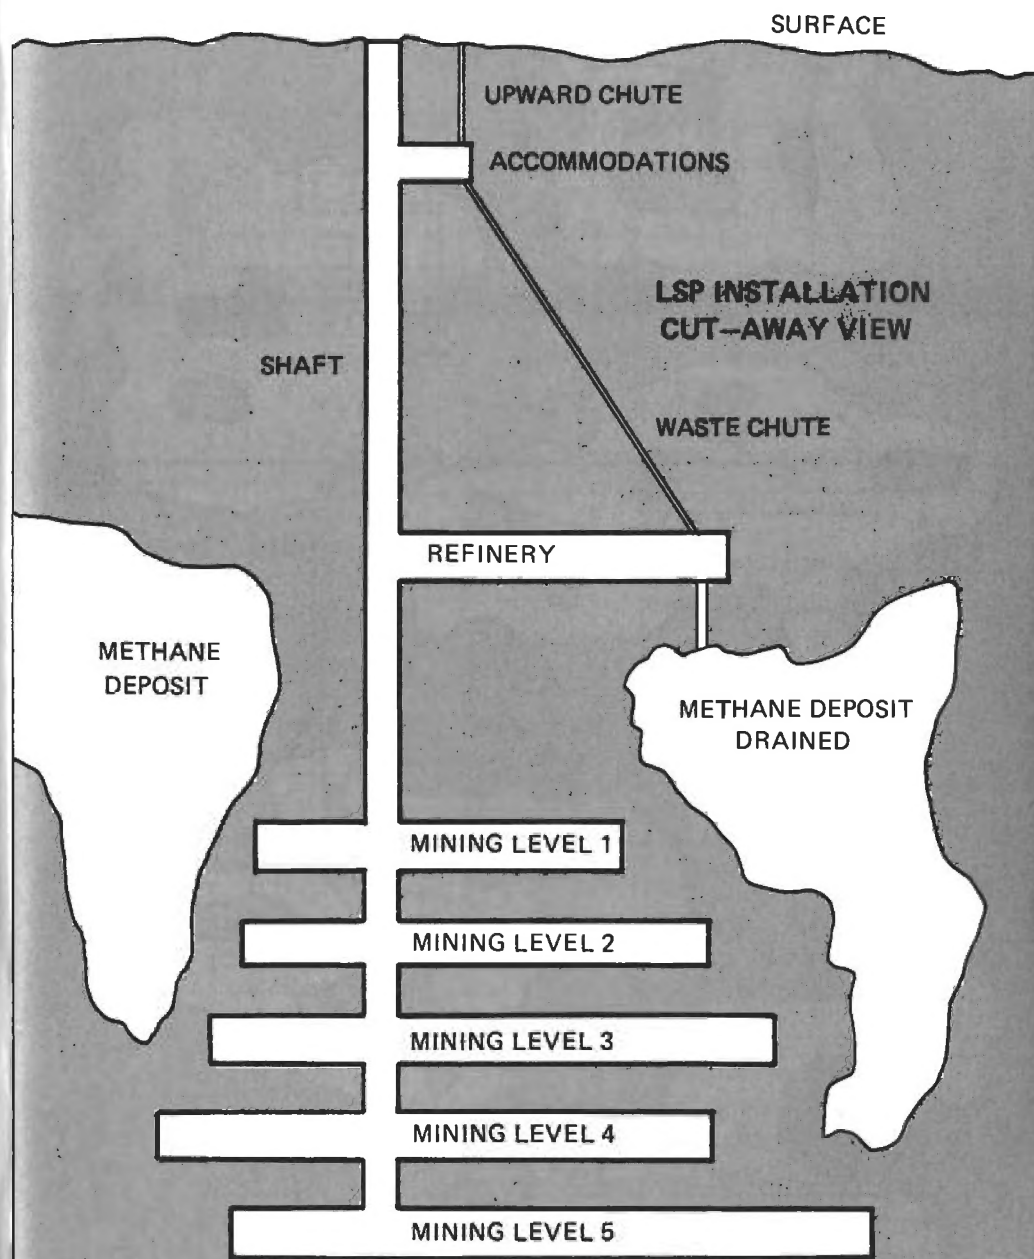 SURFACE
UPWARD CHUTE
ACCOMMODATIONS
LSP INSTALLATION
CUT–AWAY VIEW
SHAFT
WASTE CHUTE
REFINERY
METHANE
DEPOSIT
METHANE DEPOSIT
DRAINED
MINING LEVEL 1
MINING LEVEL 2
MINING LEVEL 3
MINING LEVEL 4
MINING LEVEL 5